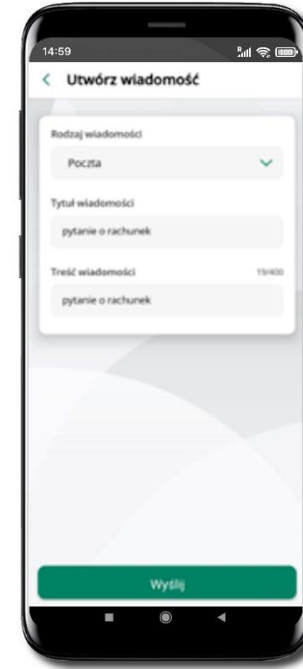 14:59
Utwórz wiadomość
Rodzaj wiadomości
Poczta
Tytuł wiadomości
pytanie o rachunek
Treść wiadomości 19/400
pytanie o rachunek
Wyślij